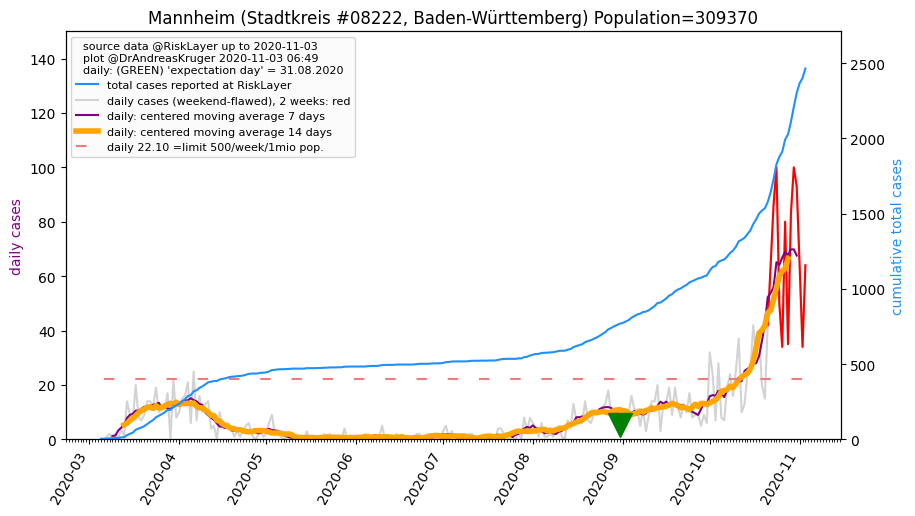 Mannheim (Stadtkreis #08222, Baden-Württemberg) Population=309370
source data @RiskLayer up to 2020-11-03
plot @DrAndreasKruger 2020-11-03 06:49
daily: (GREEN) 'expectation day' = 31.08.2020
total cases reported at RiskLayer
daily cases (weekend-flawed), 2 weeks: red
daily: centered moving average 7 days
daily: centered moving average 14 days
daily 22.10 =limit 500/week/1mio pop.
daily cases
140
120
100
80
60
40
20
0
cumulative total cases
2500
2000
1500
1000
500
0
2020-03
2020-04
2020-05
2020-06
2020-07
2020-08
2020-09
2020-10
2020-11